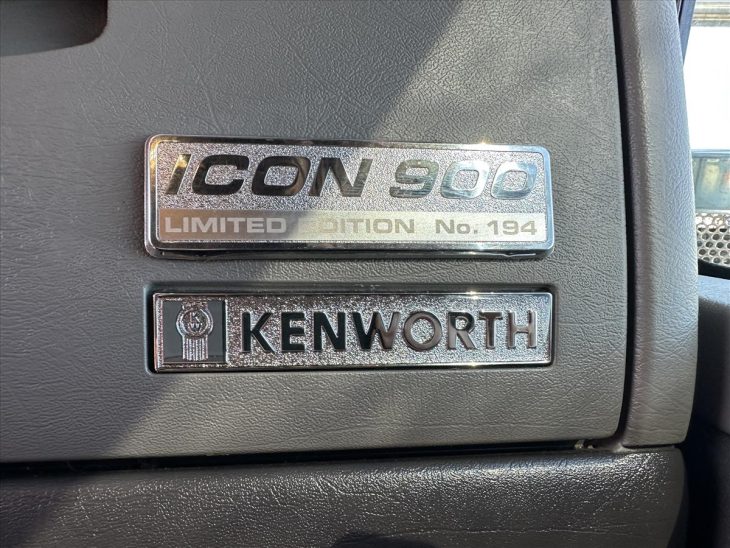 ICON 900
LIMITED EDITION No. 194
KENWORTH